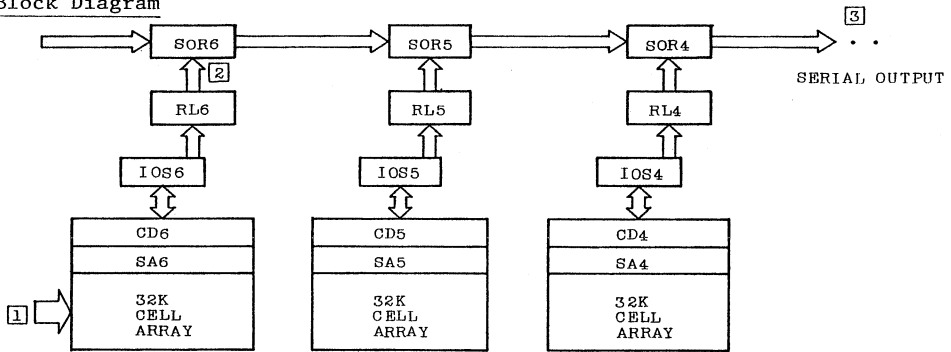 Block Diagram
3
SOR6 SOR5 SOR4
2
SERIAL OUTPUT
RL6 RL5 RL4
IOS6 IOS5 IOS4
CD6 CD5 CD4
SA6 SA5 SA4
1
32K 32K 32K
CELL CELL CELL
ARRAY ARRAY ARRAY